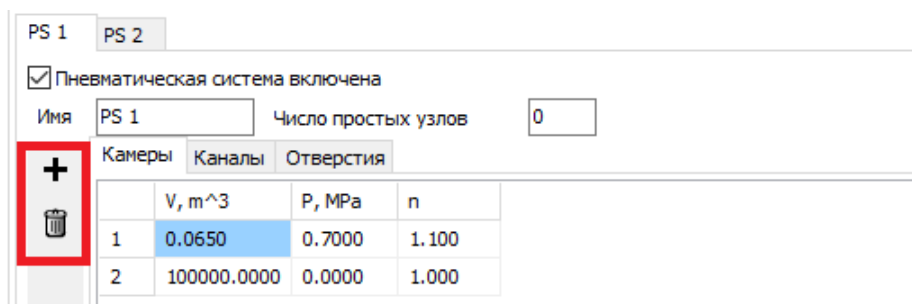 PS 1 PS 2
Пневматическая система включена
Имя PS 1 Число простых узлов 0
Камеры Каналы Отверстия
V, m^3 P, MPa n
1 0.0650 0.7000 1.100
2 100000.0000 0.0000 1.000